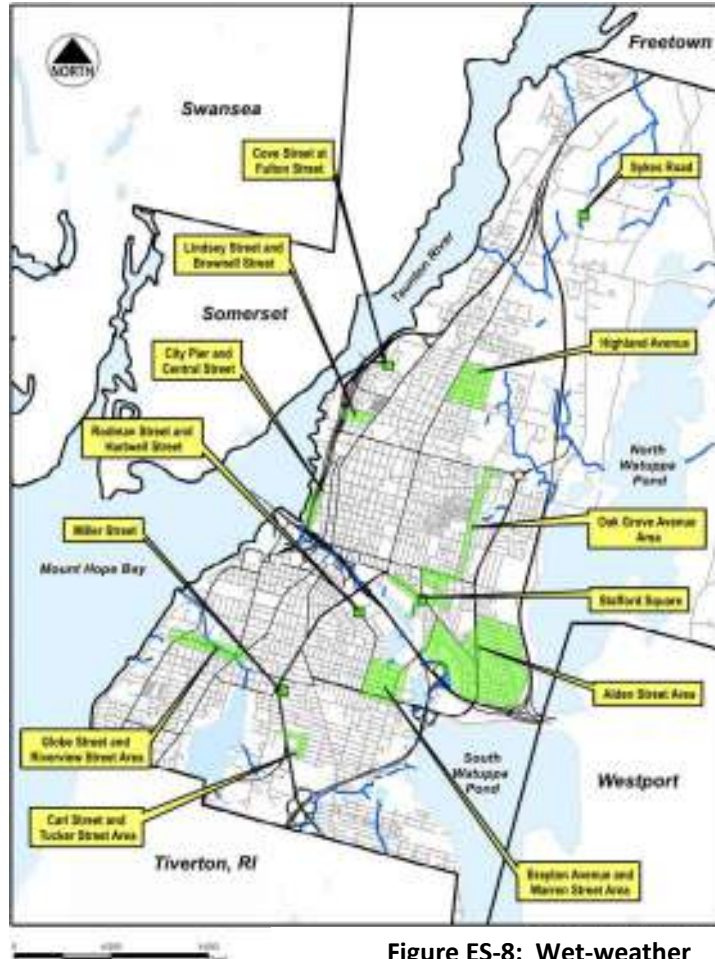 Freetown
NORTH
Swansea
Cove Street at
Fulton Street
Sykes Road
Lindsey Street and
Brownell Street
Taunton River
Somerset
City Pier and
Central Street
Highland Avenue
Rodman Street and
Hartwell Street
North
Watuppa
Pond
Miller Street
Oak Grove Avenue
Area
Mount Hope Bay
Stafford Square
Alden Street Area
Globe Street and
Riverview Street Area
South
Watuppa
Pond
Westport
Carl Street and
Tucker Street Area
Tiverton, RI
Brayton Avenue and
Warren Street Area
Figure ES-8: Wet-weather